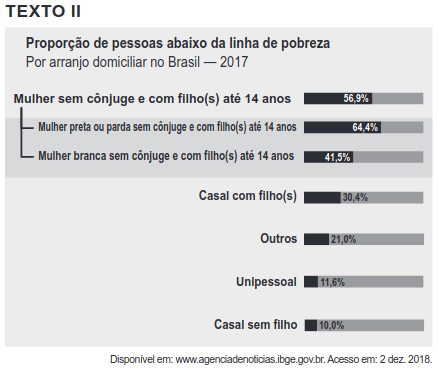 TEXTO II
Proporção de pessoas abaixo da linha de pobreza
Por arranjo domiciliar no Brasil — 2017
Mulher sem cônjuge e com filho(s) até 14 anos 56,9%
Mulher preta ou parda sem cônjuge e com filho(s) até 14 anos 64,4%
Mulher branca sem cônjuge e com filho(s) até 14 anos 41,5%
Casal com filho(s) 30,4%
Outros 21,0%
Unipessoal 11,6%
Casal sem filho 10,0%
Disponível em: www.agenciadenoticias.ibge.gov.br. Acesso em: 2 dez. 2018.